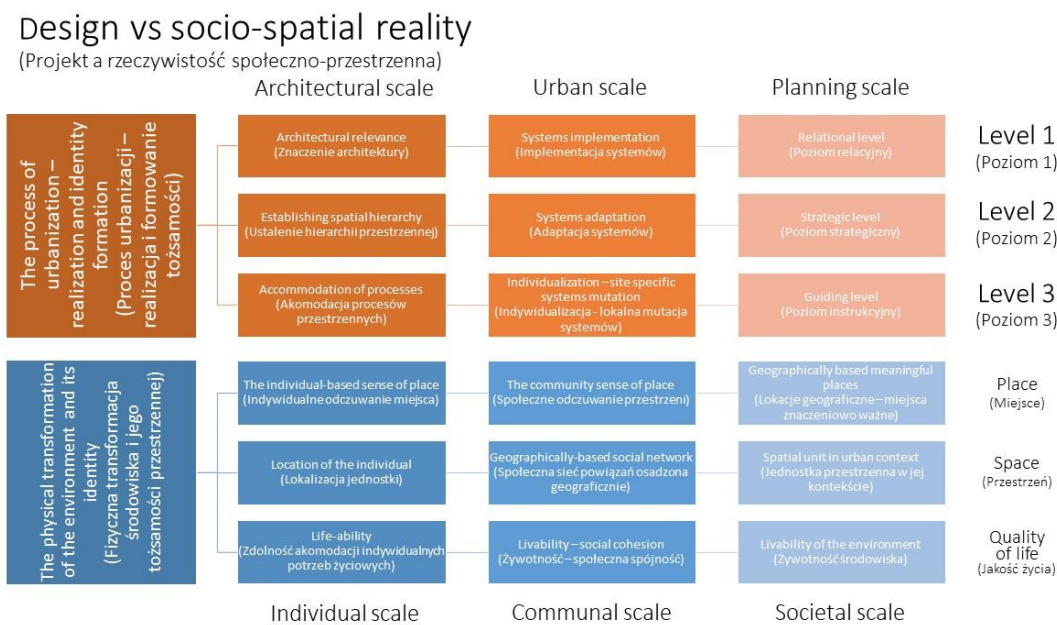 Design vs socio-spatial reality
(Projekt a rzeczywistość społeczno-przestrzenna)
Architectural scale
Urban scale
Planning scale
The process of
urbanization –
realization and identity
formation
(Proces urbanizacji –
realizacja i formowanie
tożsamości)
Architectural relevance
(Znaczenie architektury)
Systems implementation
(Implementacja systemów)
Relational level
(Poziom relacyjny)
Level 1
(Poziom 1)
Establishing spatial hierarchy
(Ustalenie hierarchii przestrzennej)
Systems adaptation
(Adaptacja systemów)
Strategic level
(Poziom strategiczny)
Level 2
(Poziom 2)
Accommodation of processes
(Akomodacja procesów
przestrzennych)
Individualization – site specific
systems mutation
(Indywidualizacja - lokalna mutacja
systemów)
Guiding level
(Poziom instrukcyjny)
Level 3
(Poziom 3)
The physical transformation
of the environment and its
identity
(Fizyczna transformacja
środowiska i jego
tożsamości przestrzennej)
The individual-based sense of place
(Indywidualne odczuwanie miejsca)
The community sense of place
(Społeczne odczuwanie przestrzeni)
Geographically based meaningful
places
(Lokacje geograficzne – miejsca
znaczeniowo ważne)
Place
(Miejsce)
Location of the individual
(Lokalizacja jednostki)
Geographically-based social network
(Społeczna sieć powiązań osadzona
geograficznie)
Spatial unit in urban context
(Jednostka przestrzenna w jej
kontekście)
Space
(Przestrzeń)
Life-ability
(Zdolność akomodacji indywidualnych
potrzeb życiowych)
Livability – social cohesion
(Żywotność – społeczna spójność)
Livability of the environment
(Żywotność środowiska)
Quality
of life
(Jakość życia)
Individual scale
Communal scale
Societal scale